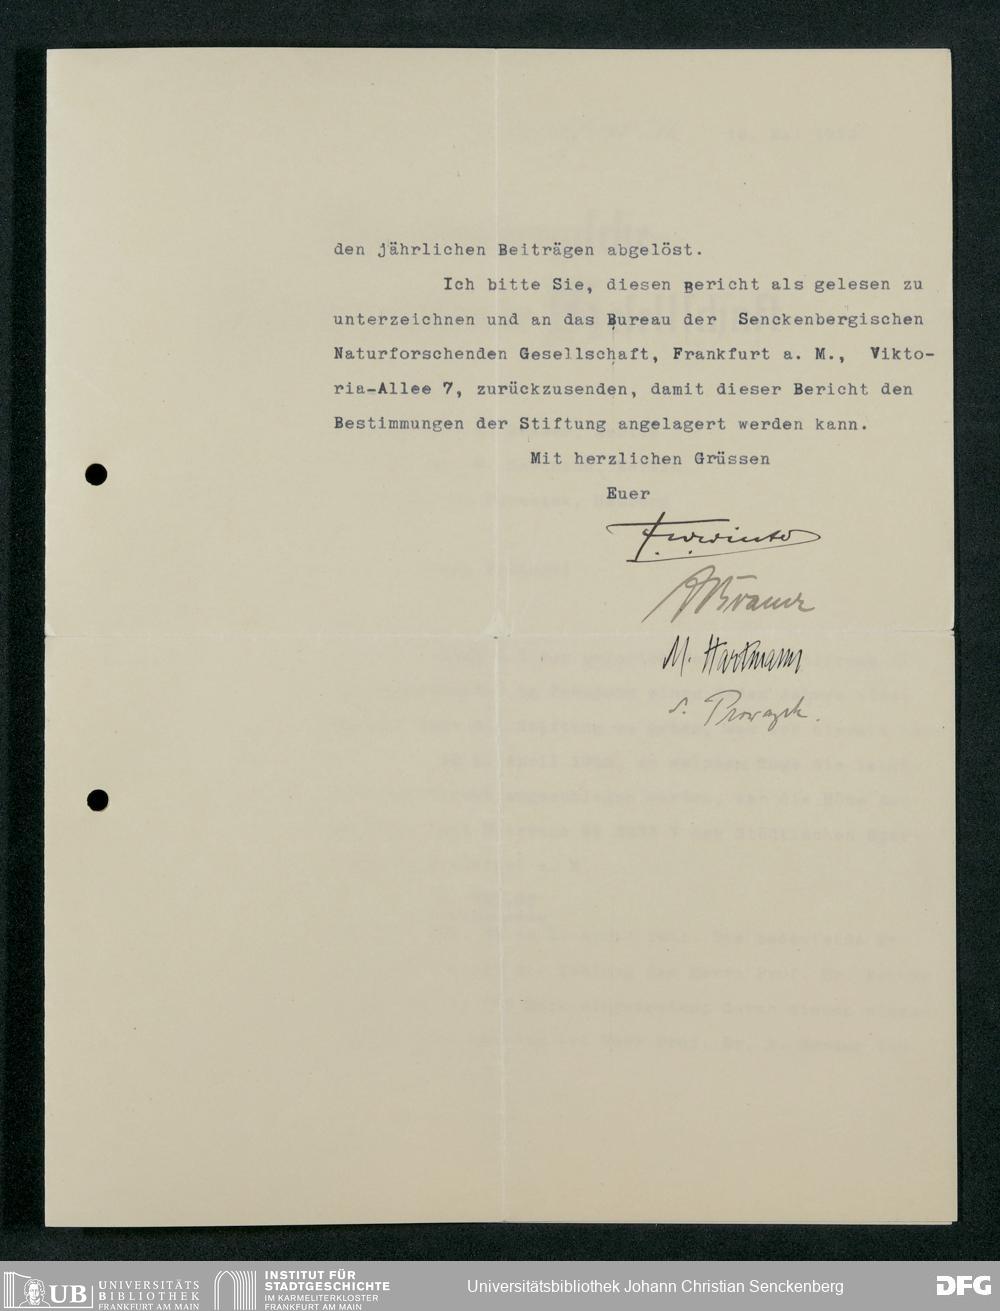 den jährlichen Beiträgen abgelöst.
Ich bitte Sie, diesen Bericht als gelesen zu
unterzeichnen und an das Bureau der Senckenbergischen
Naturforschenden Gesellschaft, Frankfurt a. M., Vikto-
ria-Allee 7, zurückzusenden, damit dieser Bericht den
Bestimmungen der Stiftung angelagert werden kann.
Mit herzlichen Grüssen
Euer
F. W. Winter
A Brauer
M. Hartmann
S. Prowazek.
UB UNIVERSITÄTS
BIBLIOTHEK
FRANKFURT AM MAIN
INSTITUT FÜR
STADTGESCHICHTE
IM KARMELITERKLOSTER
FRANKFURT AM MAIN
Universitätsbibliothek Johann Christian Senckenberg
DFG